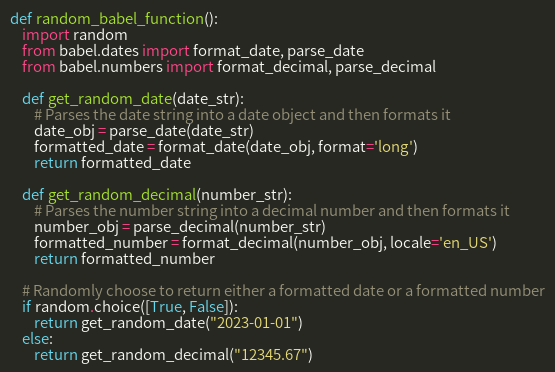 def random_babel_function():
    import random
    from babel.dates import format_date, parse_date
    from babel.numbers import format_decimal, parse_decimal

    def get_random_date(date_str):
        # Parses the date string into a date object and then formats it
        date_obj = parse_date(date_str)
        formatted_date = format_date(date_obj, format='long')
        return formatted_date

    def get_random_decimal(number_str):
        # Parses the number string into a decimal number and then formats it
        number_obj = parse_decimal(number_str)
        formatted_number = format_decimal(number_obj, locale='en_US')
        return formatted_number

    # Randomly choose to return either a formatted date or a formatted number
    if random.choice([True, False]):
        return get_random_date("2023-01-01")
    else:
        return get_random_decimal("12345.67")